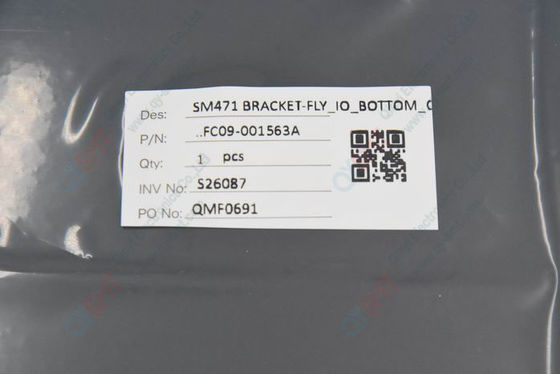 Des: SM471 BRACKET-FLY_IO_BOTTOM_
P/N: ..FC09-001563A
Qty: 1 pcs
INV No: S26087
PO No: QMF0691